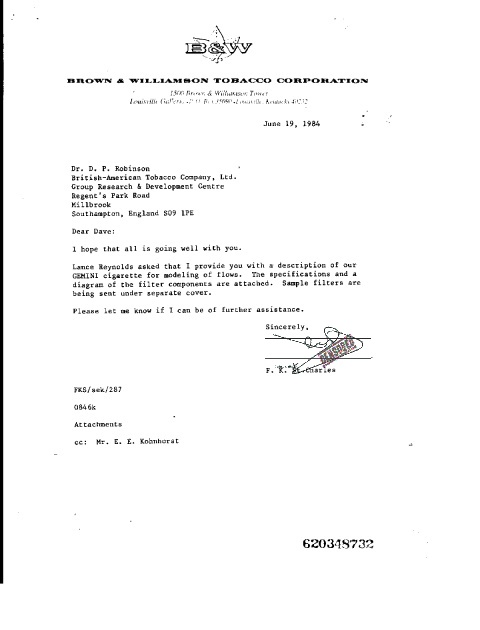 B&W
BROWN & WILLIAMSON TOBACCO CORPORATION
1500 Brown & Williamson Tower
Louisville Galleria, Louisville, Kentucky 40232
June 19, 1984
Dr. D. P. Robinson
British-American Tobacco Company, Ltd.
Group Research & Development Centre
Regent's Park Road
Millbrook
Southampton, England SO9 1PE
Dear Dave:
I hope that all is going well with you.
Lance Reynolds asked that I provide you with a description of our
GEMINI cigarette for modeling of flows. The specifications and a
diagram of the filter components are attached. Sample filters are
being sent under separate cover.
Please let me know if I can be of further assistance.
Sincerely,
F. K. St.Charles
FKS/sek/287
0846k
Attachments
cc: Mr. E. E. Kohnhorst
620348732